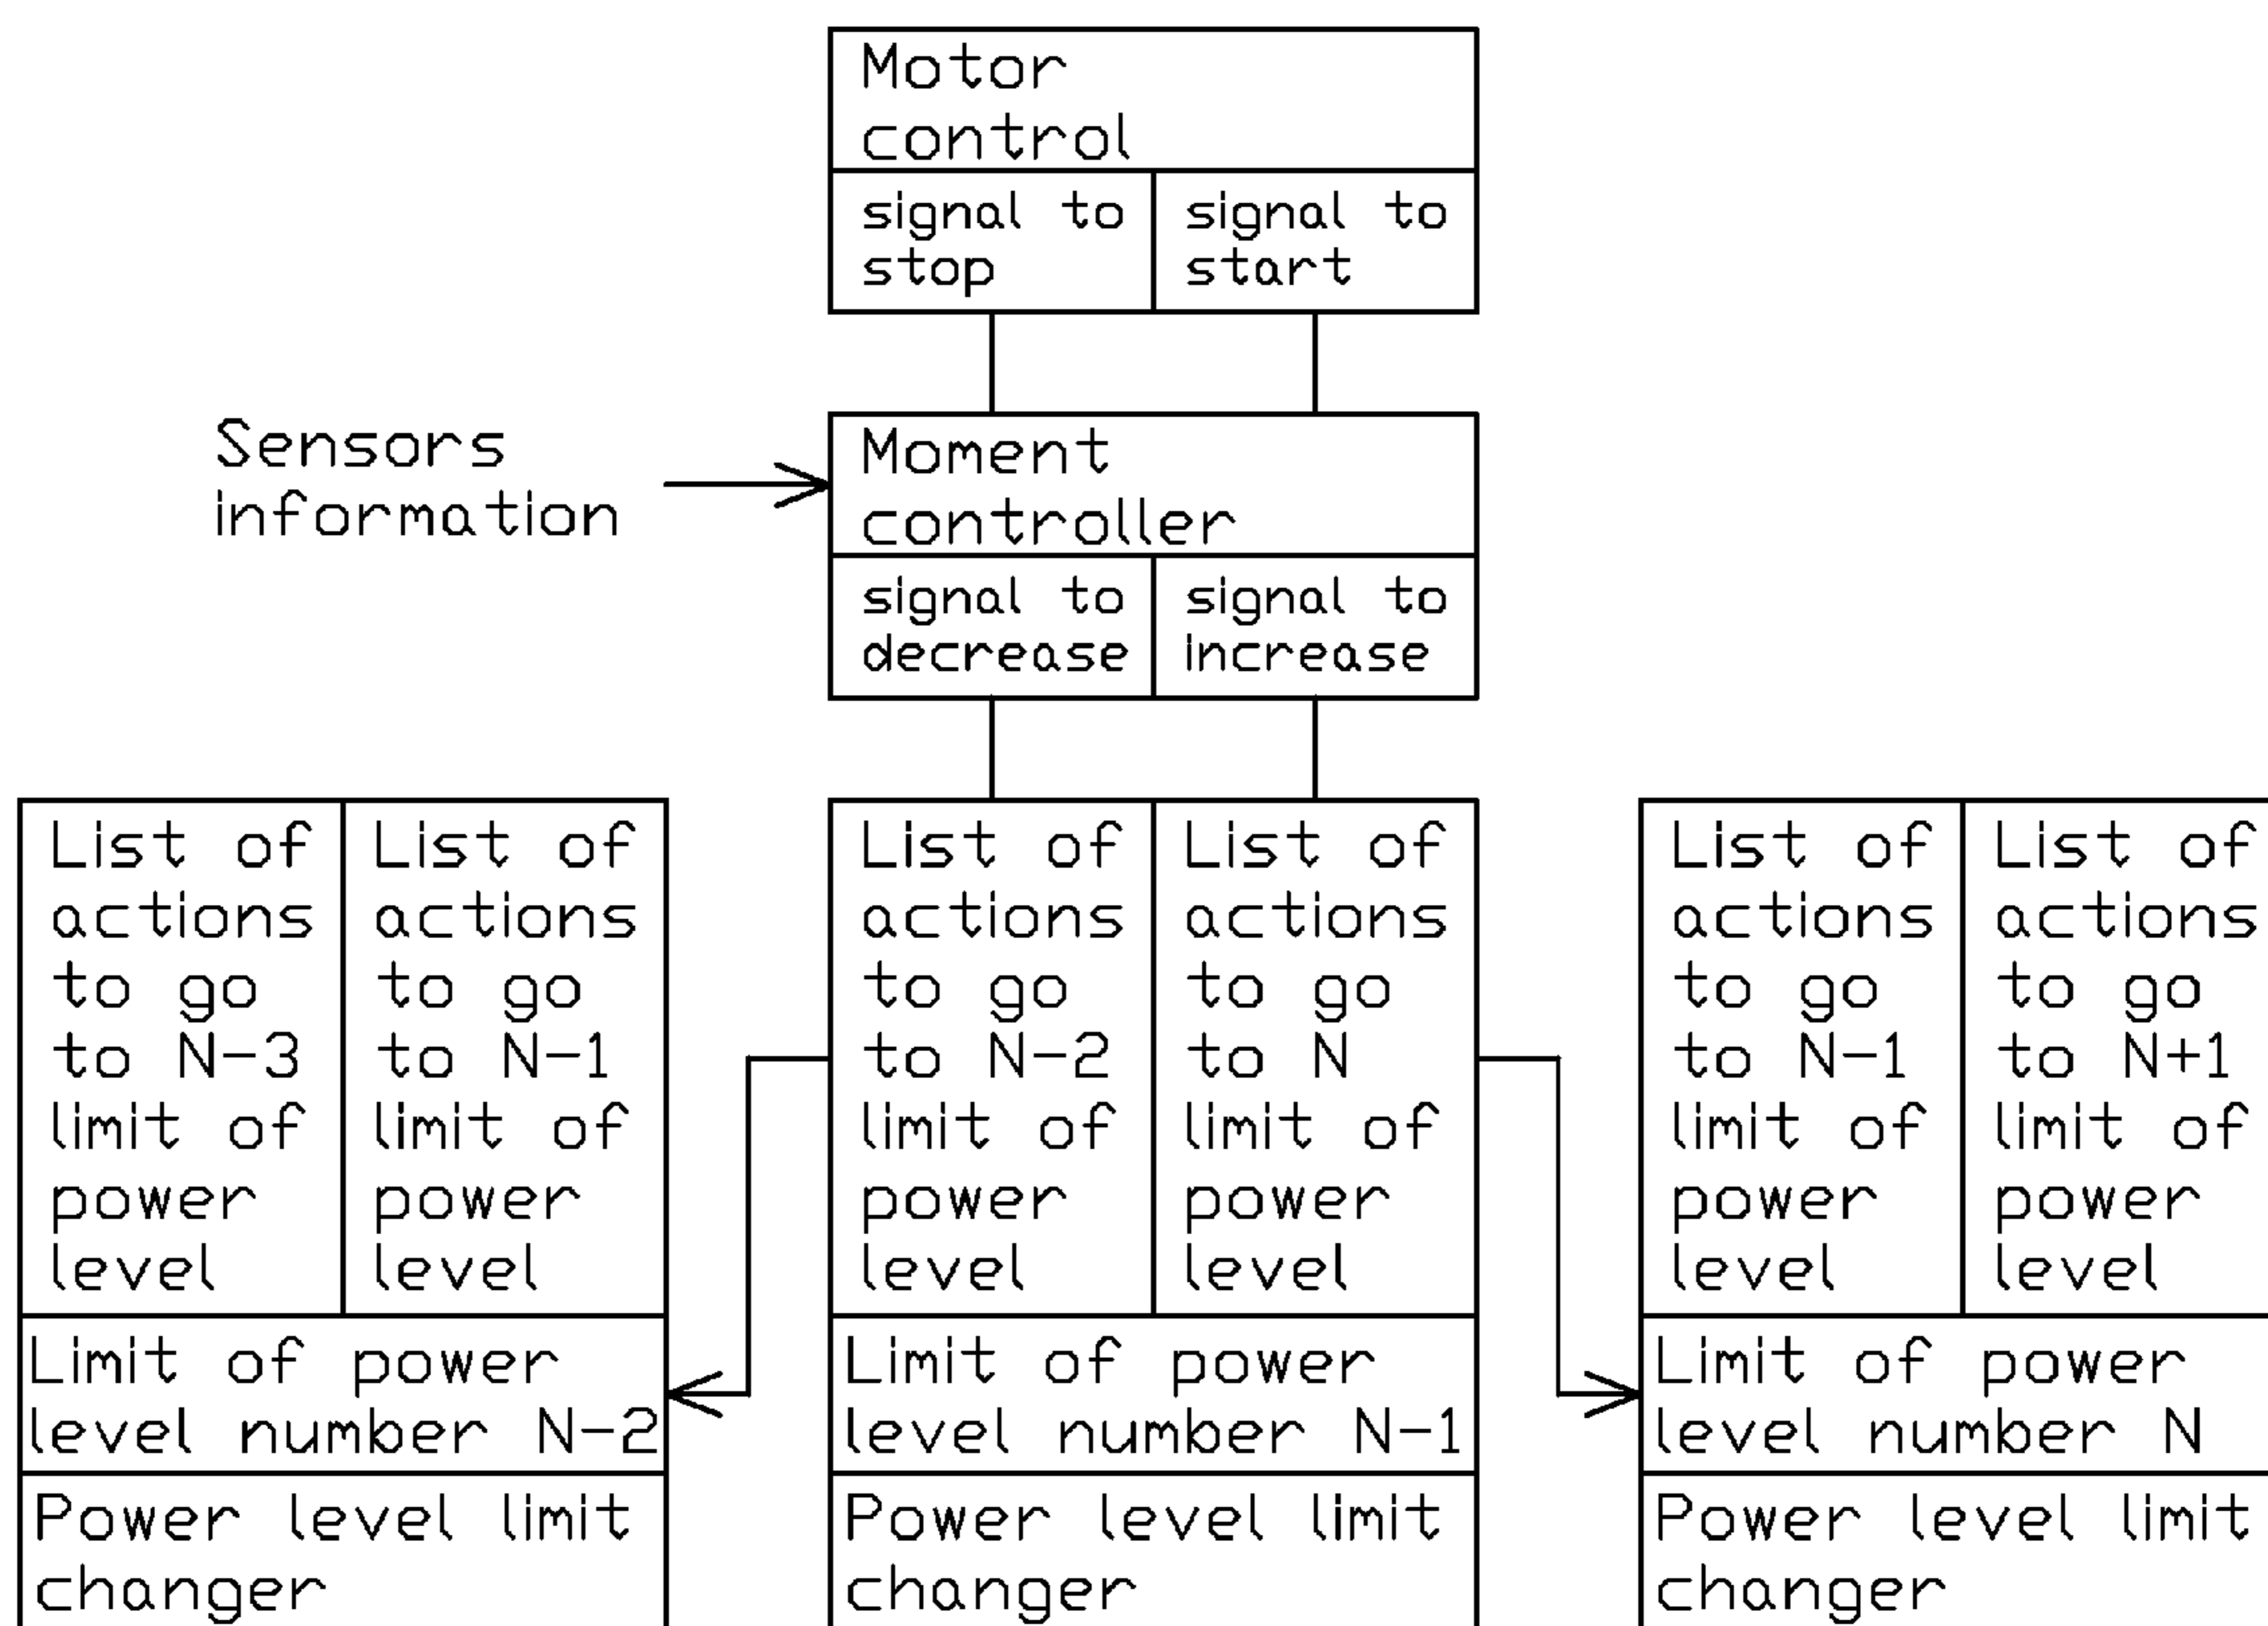 Motor
control
signal to
stop
signal to
start
Sensors
information
Moment
controller
signal to
decrease
signal to
increase
List of
actions
to go
to N-3
limit of
power
level
List of
actions
to go
to N-1
limit of
power
level
Limit of power
level number N-2
Power level limit
changer
List of
actions
to go
to N-2
limit of
power
level
List of
actions
to go
to N
limit of
power
level
Limit of power
level number N-1
Power level limit
changer
List of
actions
to go
to N-1
limit of
power
level
List of
actions
to go
to N+1
limit of
power
level
Limit of power
level number N
Power level limit
changer